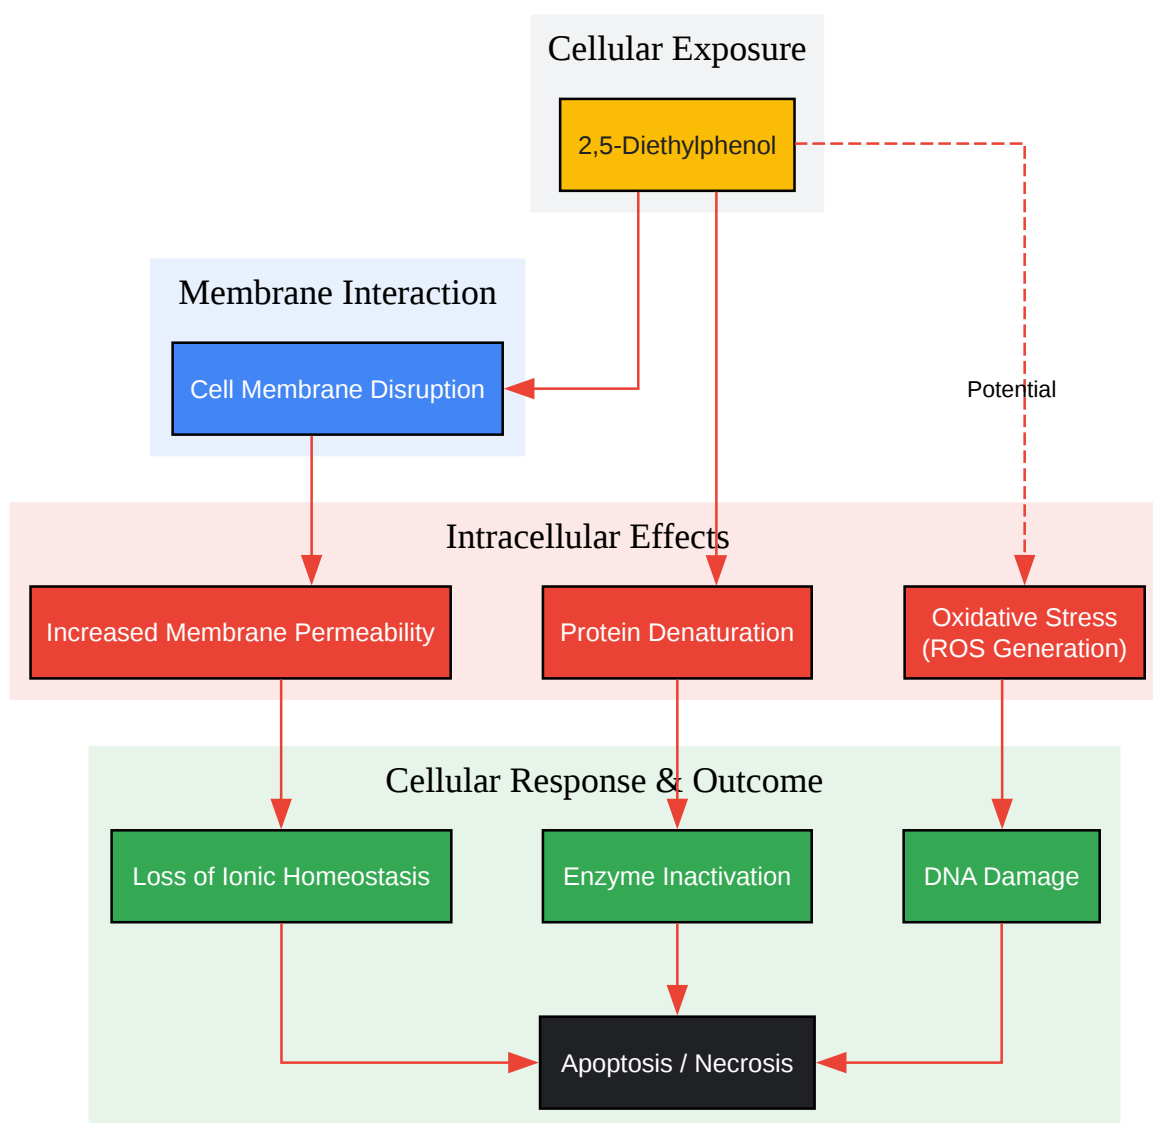 Cellular Exposure
2,5-Diethylphenol
Membrane Interaction
Cell Membrane Disruption
Potential
Intracellular Effects
Increased Membrane Permeability
Protein Denaturation
Oxidative Stress
(ROS Generation)
Cellular Response & Outcome
Loss of Ionic Homeostasis
Enzyme Inactivation
DNA Damage
Apoptosis / Necrosis